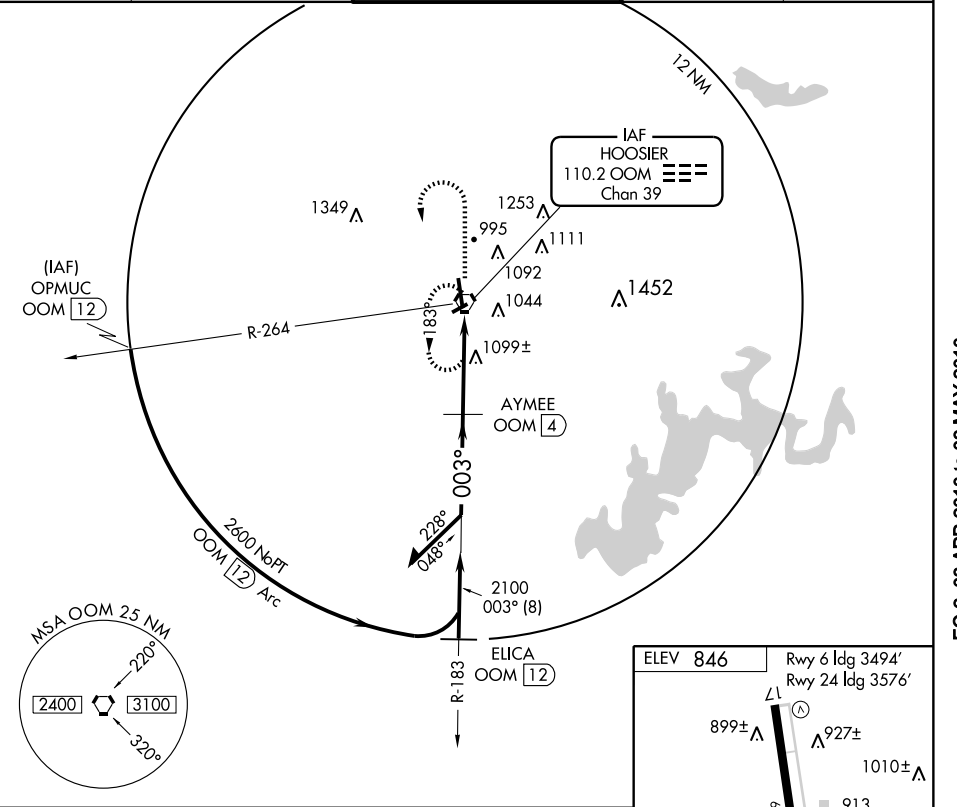 12 NM
IAF
HOOSIER
110.2 OOM
Chan 39
1349
1253
995
1111
1092
1452
1044
(IAF)
OPMUC
OOM 12
R-264
183°
1099±
AYMEE
OOM 4
003°
228°
048°
2600 NoPT
OOM 12 Arc
2100
003° (8)
ELICA
OOM 12
R-183
MSA OOM 25 NM
220°
2400
3100
320°
ELEV 846
Rwy 6 ldg 3494'
Rwy 24 ldg 3576'
17
V
899±
927±
1010±
913